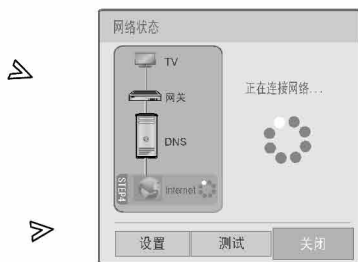 网络状态
TV
网关
正在连接网络...
DNS
STEP4
Internet
设置
测试
关闭